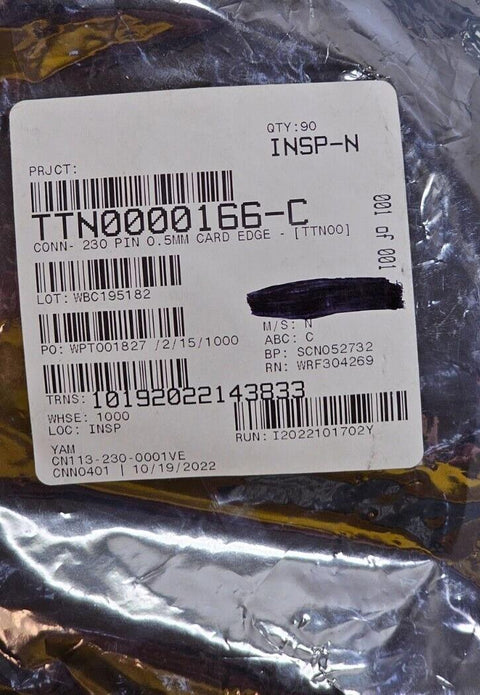 QTY:90
INSP-N
PRJCT:
TTN0000166-C
CONN- 230 PIN 0.5MM CARD EDGE - [TTN00]
001 OF 001
LOT: WBC195182
PO: WPT001827 /2/15/1000
M/S: N
ABC: C
BP: SCN052732
RN: WRF304269
TRNS: 10192022143833
WHSE: 1000
LOC: INSP
RUN: I2022101702Y
YAM
CN113-230-0001VE
CNN0401 | 10/19/2022